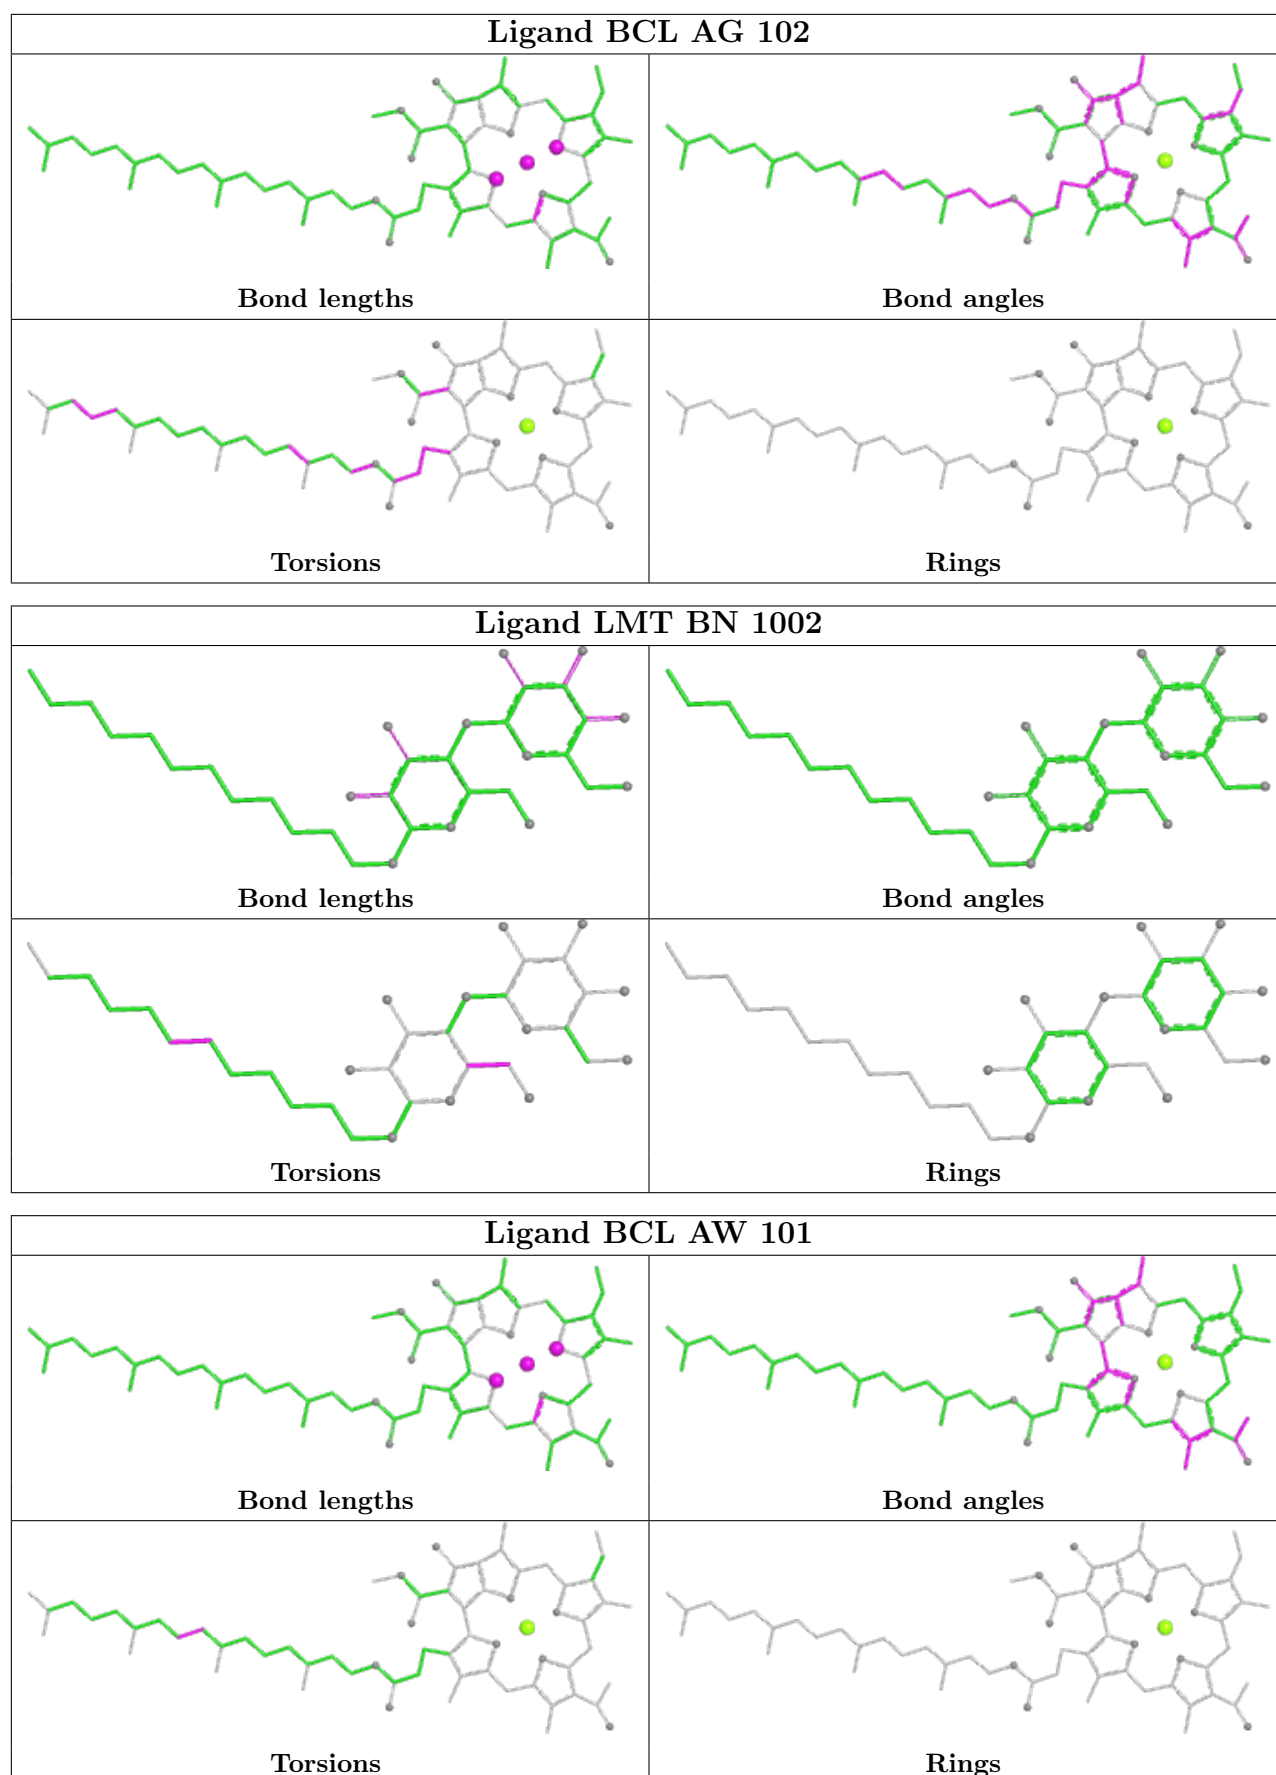 Ligand BCL AG 102
Bond lengths
Bond angles
Torsions
Rings
Ligand LMT BN 1002
Bond lengths
Bond angles
Torsions
Rings
Ligand BCL AW 101
Bond lengths
Bond angles
Torsions
Rings